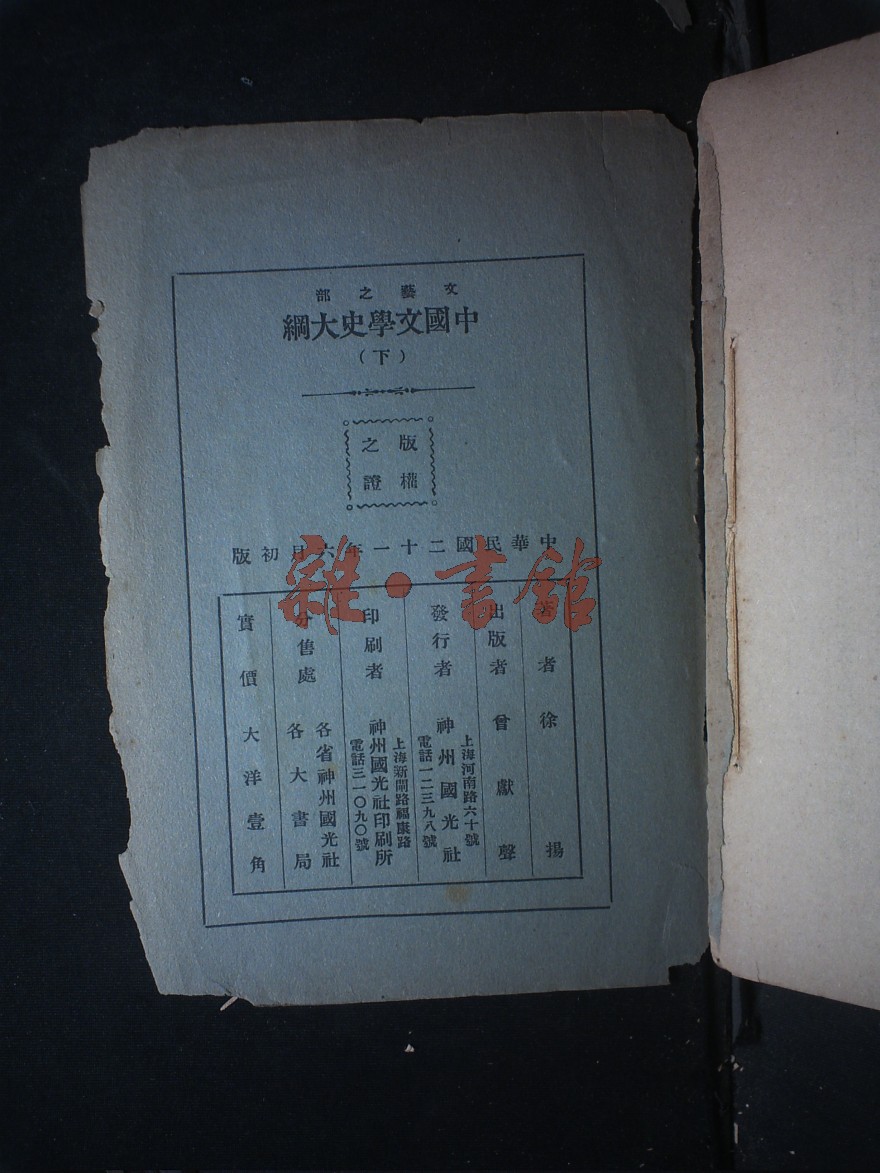 文藝之部
中國文學史大綱
（下）
版權
之證
中華民國二十一年六月初版
著者徐揚
出版者曾獻聲
發行者
上海河南路六十號
神州國光社
電話一二三九八號
印刷者
上海新閘路福康路
神州國光社印刷所
電話三一〇九〇號
分售處
各省神州國光社
各大書局
實價大洋壹角
雜·書館